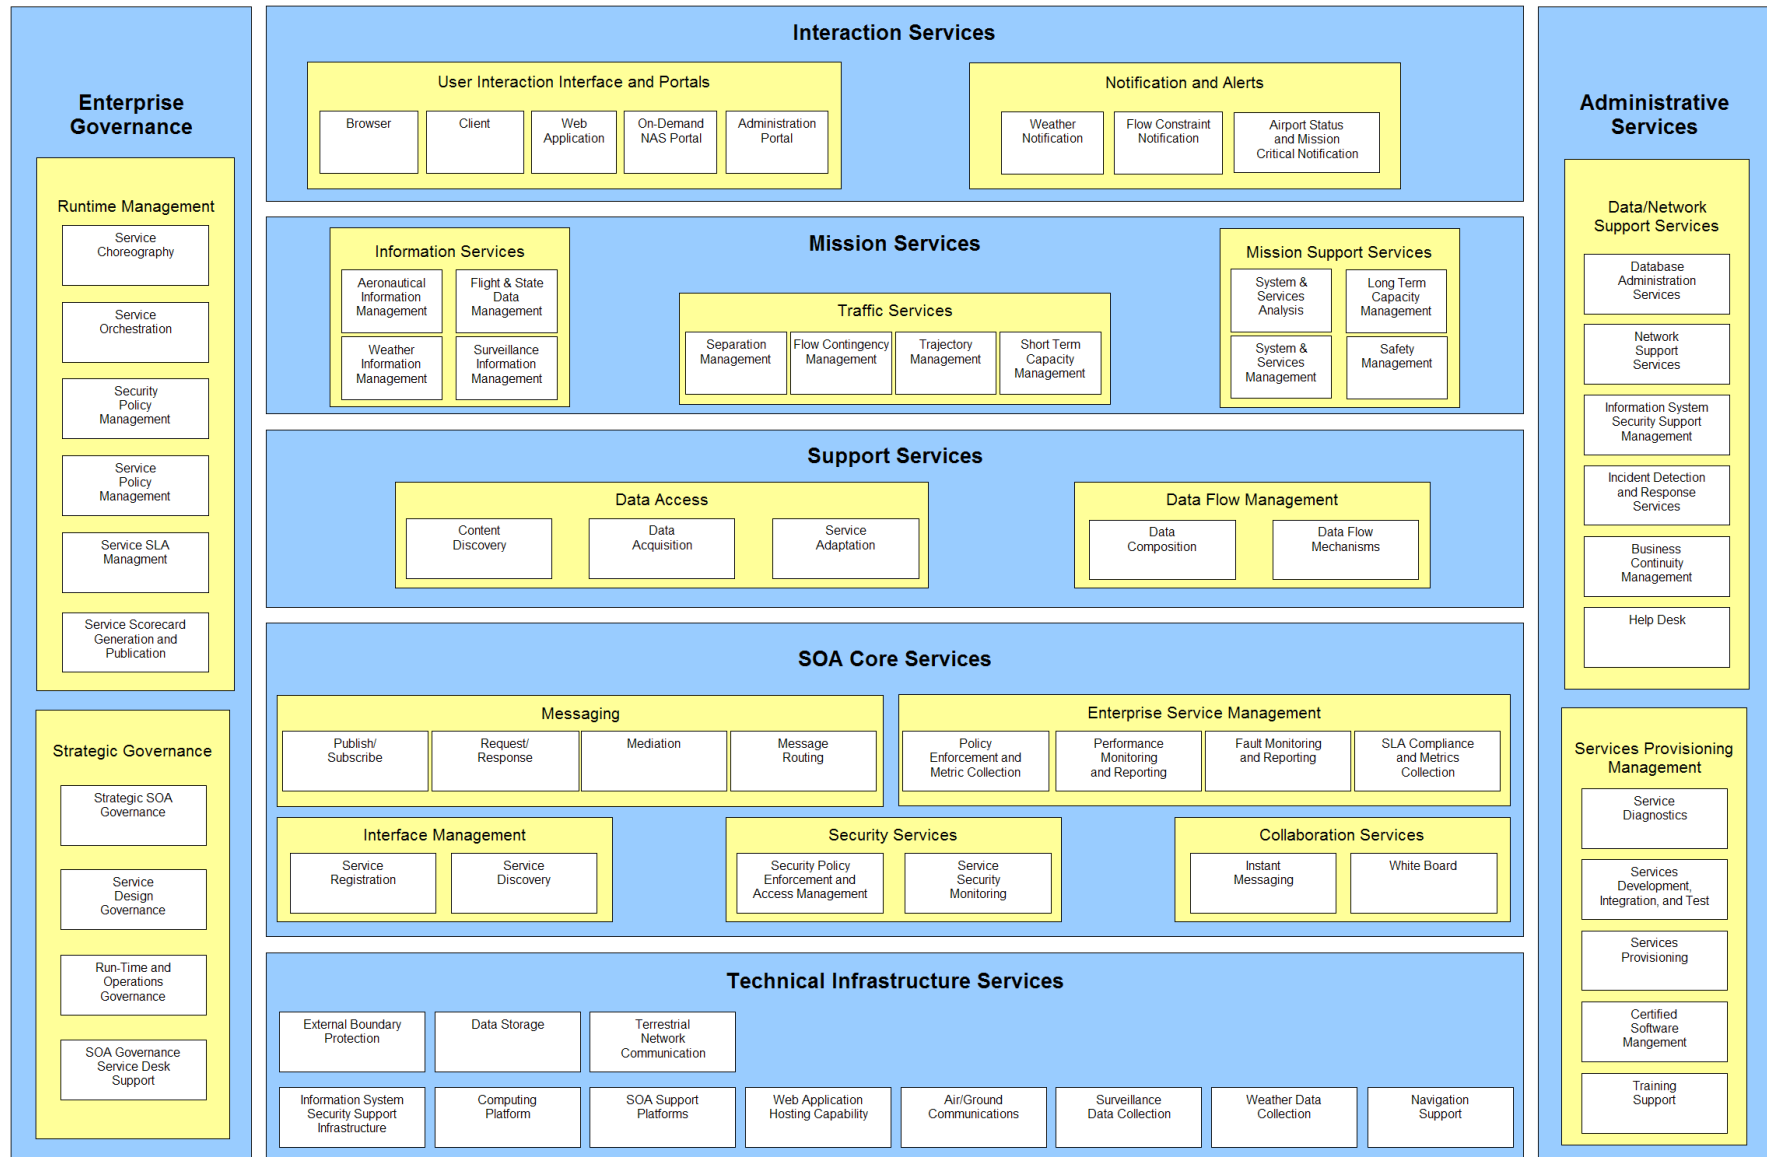 Enterprise
Governance
Runtime Management
Service
Choreography
Service
Orchestration
Security
Policy
Management
Service
Policy
Management
Service SLA
Managment
Service Scorecard
Generation and
Publication
Strategic Governance
Strategic SOA
Governance
Service
Design
Governance
Run-Time and
Operations
Governance
SOA Governance
Service Desk
Support
Interaction Services
User Interaction Interface and Portals
Browser
Client
Web
Application
On-Demand
NAS Portal
Administration
Portal
Notification and Alerts
Weather
Notification
Flow Constraint
Notification
Airport Status
and Mission
Critical Notification
Mission Services
Information Services
Aeronautical
Information
Management
Flight & State
Data
Management
Weather
Information
Management
Surveillance
Information
Management
Traffic Services
Separation
Management
Flow Contingency
Management
Trajectory
Management
Short Term
Capacity
Management
Mission Support Services
System &
Services
Analysis
Long Term
Capacity
Management
System &
Services
Management
Safety
Management
Support Services
Data Access
Content
Discovery
Data
Acquisition
Service
Adaptation
Data Flow Management
Data
Composition
Data Flow
Mechanisms
SOA Core Services
Messaging
Publish/
Subscribe
Request/
Response
Mediation
Message
Routing
Enterprise Service Management
Policy
Enforcement and
Metric Collection
Performance
Monitoring
and Reporting
Fault Monitoring
and Reporting
SLA Compliance
and Metrics
Collection
Interface Management
Service
Registration
Service
Discovery
Security Services
Security Policy
Enforcement and
Access Management
Service
Security
Monitoring
Collaboration Services
Instant
Messaging
White Board
Technical Infrastructure Services
External Boundary
Protection
Data Storage
Terrestrial
Network
Communication
Information System
Security Support
Infrastructure
Computing
Platform
SOA Support
Platforms
Web Application
Hosting Capability
Air/Ground
Communications
Surveillance
Data Collection
Weather Data
Collection
Navigation
Support
Administrative
Services
Data/Network
Support Services
Database
Administration
Services
Network
Support
Services
Information System
Security Support
Management
Incident Detection
and Response
Services
Business
Continuity
Management
Help Desk
Services Provisioning
Management
Service
Diagnostics
Services
Development,
Integration, and Test
Services
Provisioning
Certified
Software
Mangement
Training
Support